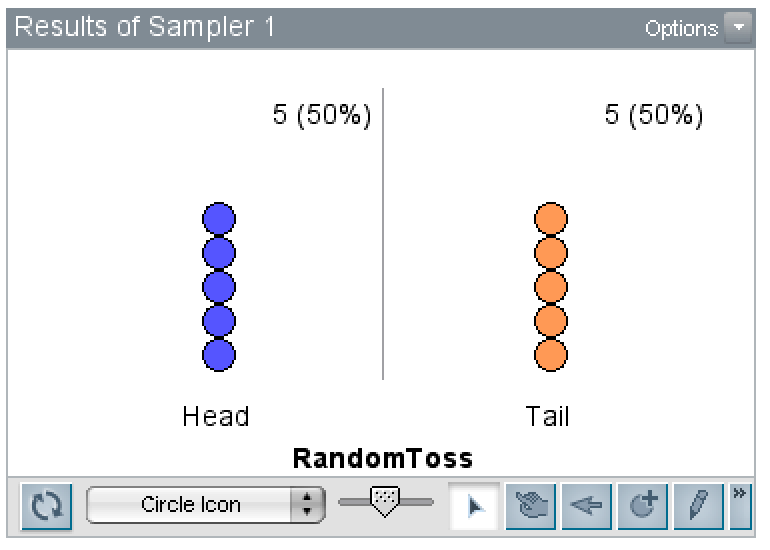 Results of Sampler 1 Options
5 (50%) 5 (50%)
Head Tail
RandomToss
Circle Icon »